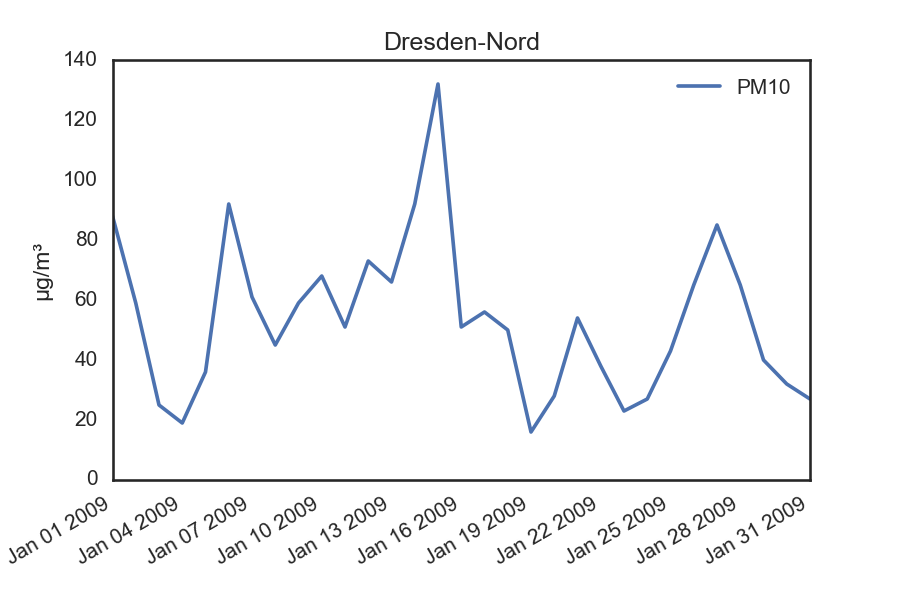 Dresden-Nord
140
120
100
80
60
40
20
0
µg/m³
PM10
Jan 01 2009
Jan 04 2009
Jan 07 2009
Jan 10 2009
Jan 13 2009
Jan 16 2009
Jan 19 2009
Jan 22 2009
Jan 25 2009
Jan 28 2009
Jan 31 2009